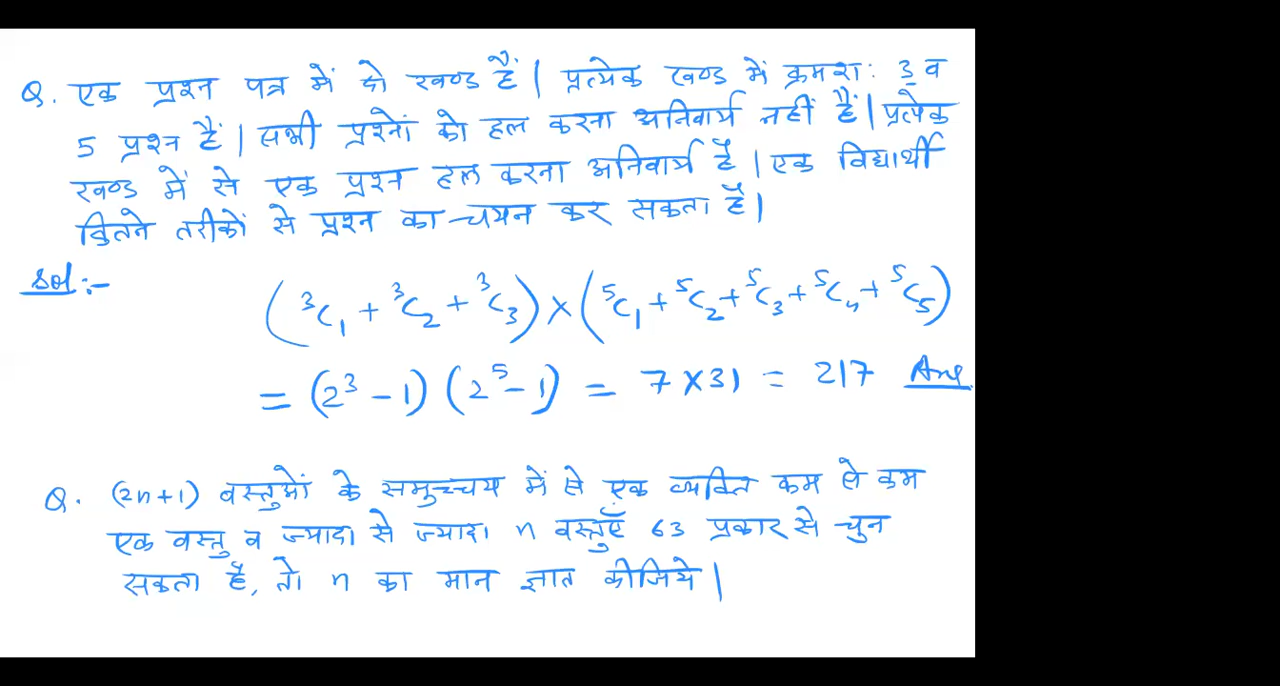 Q. एक प्रश्न पत्र में दो खण्ड हैं | प्रत्येक खण्ड में क्रमशः 3 व
5 प्रश्न हैं | सभी प्रश्नों को हल करना अनिवार्य नहीं हैं | प्रत्येक
खण्ड में से एक प्रश्न हल करना अनिवार्य है | एक विद्यार्थी
कितने तरीकों से प्रश्न का चयन कर सकता है |
Sol :-
(³C₁ + ³C₂ + ³C₃) × (⁵C₁ + ⁵C₂ + ⁵C₃ + ⁵C₄ + ⁵C₅)
= (2³ - 1) (2⁵ - 1) = 7 × 31 = 217 Ans
Q. (2n+1) वस्तुओं के समुच्चय में से एक व्यक्ति कम से कम
एक वस्तु व ज्यादा से ज्यादा n वस्तुएँ 63 प्रकार से चुन
सकता है, तो n का मान ज्ञात कीजिये |